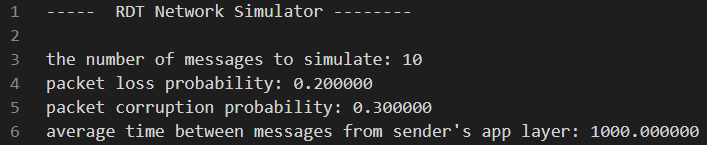 1 -----  RDT Network Simulator --------
2
3 the number of messages to simulate: 10
4 packet loss probability: 0.200000
5 packet corruption probability: 0.300000
6 average time between messages from sender's app layer: 1000.000000